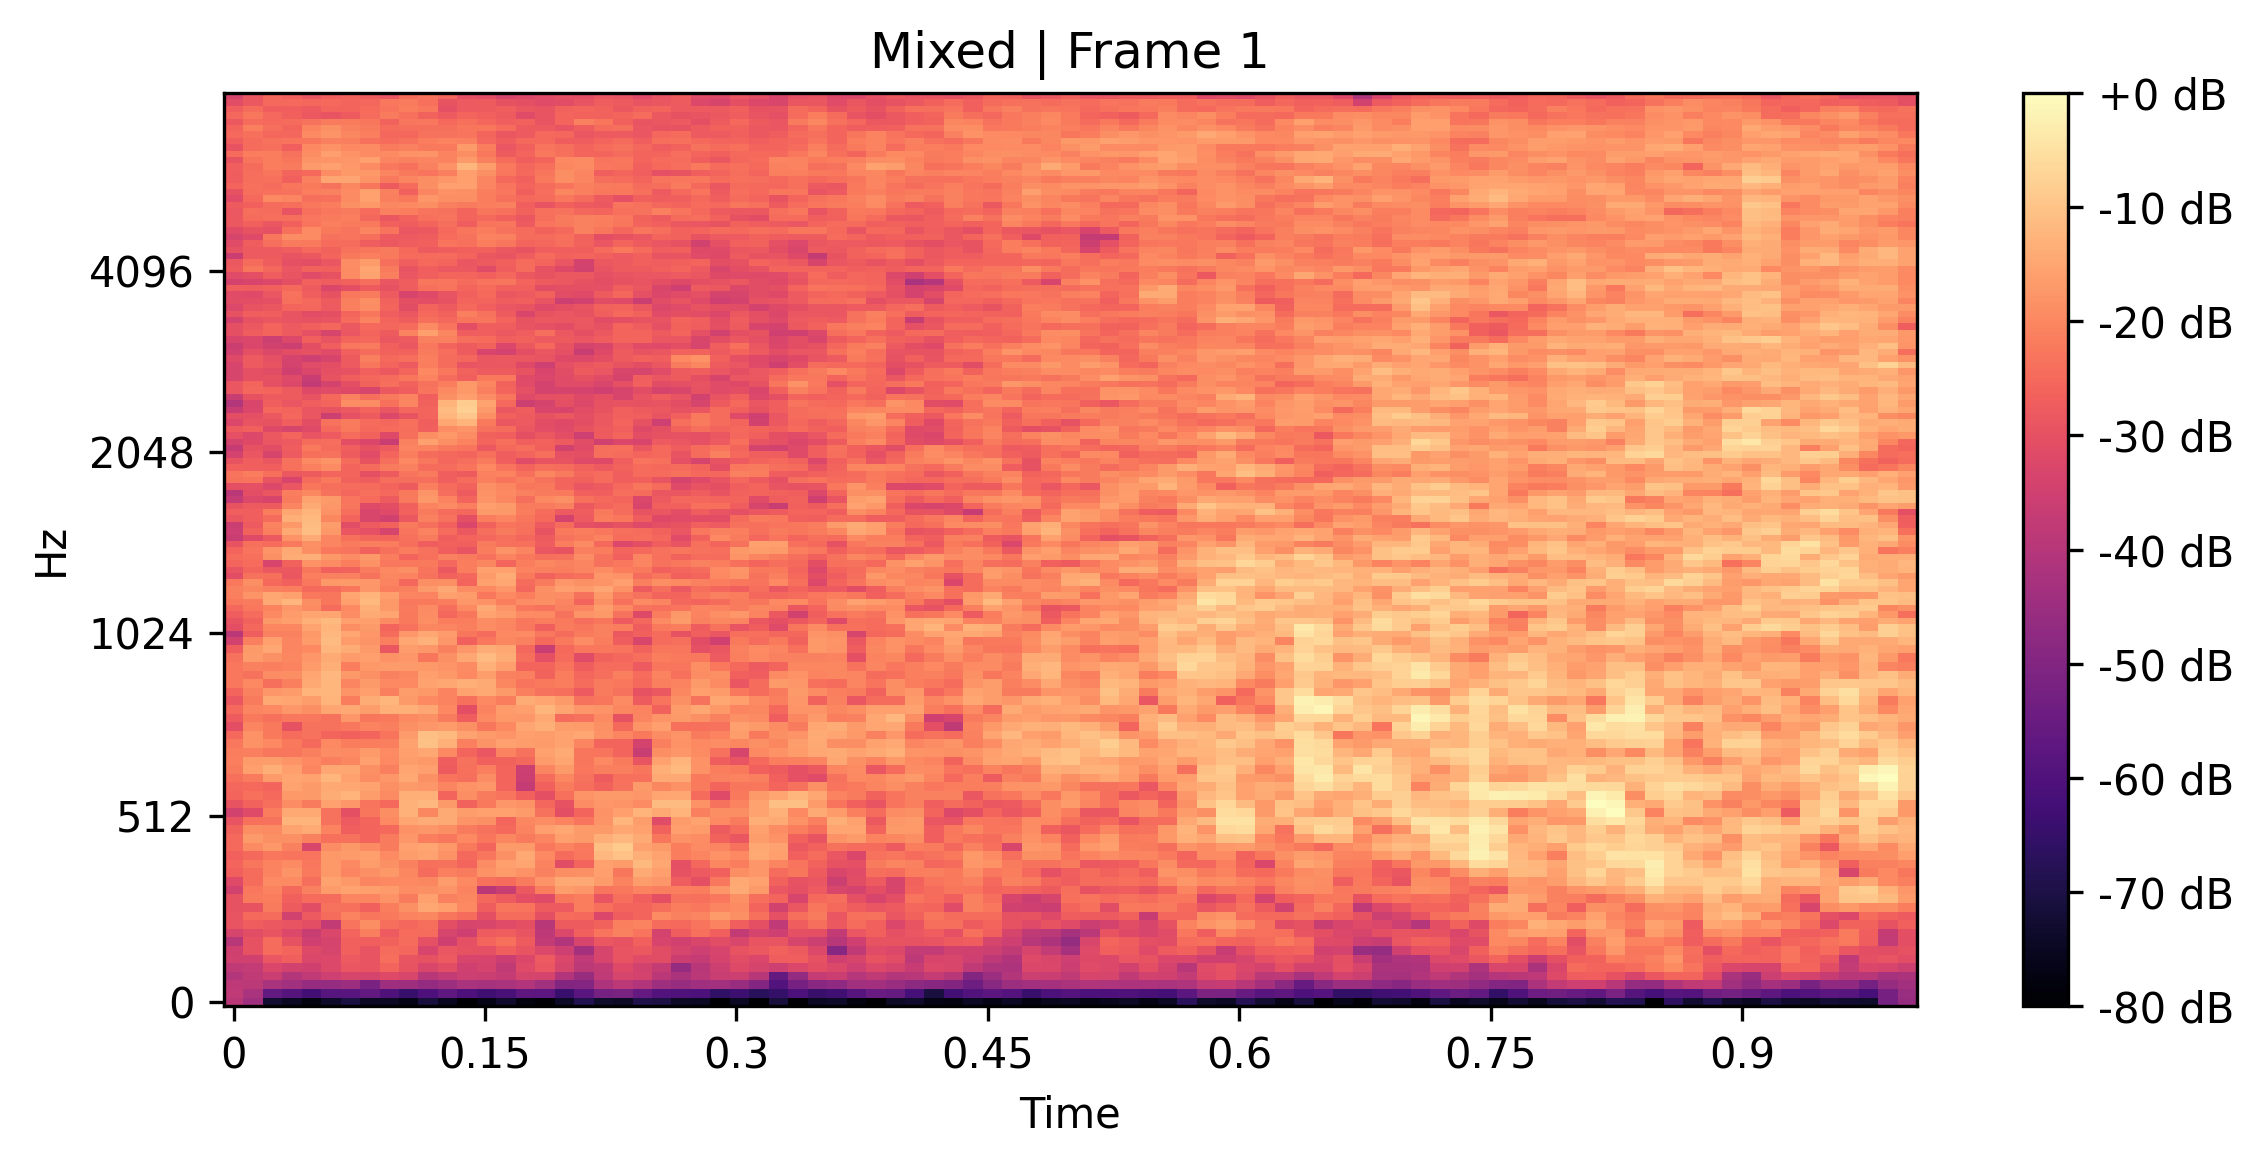 Mixed | Frame 1
Hz
4096
2048
1024
512
0
0 0.15 0.3 0.45 0.6 0.75 0.9
Time
+0 dB
-10 dB
-20 dB
-30 dB
-40 dB
-50 dB
-60 dB
-70 dB
-80 dB